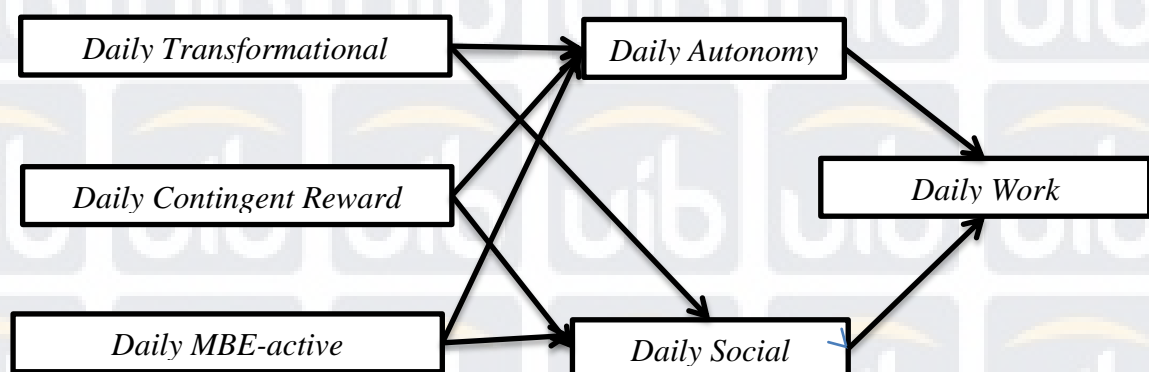 Daily Transformational
Daily Autonomy
Daily Contingent Reward
Daily Work
Daily MBE-active
Daily Social